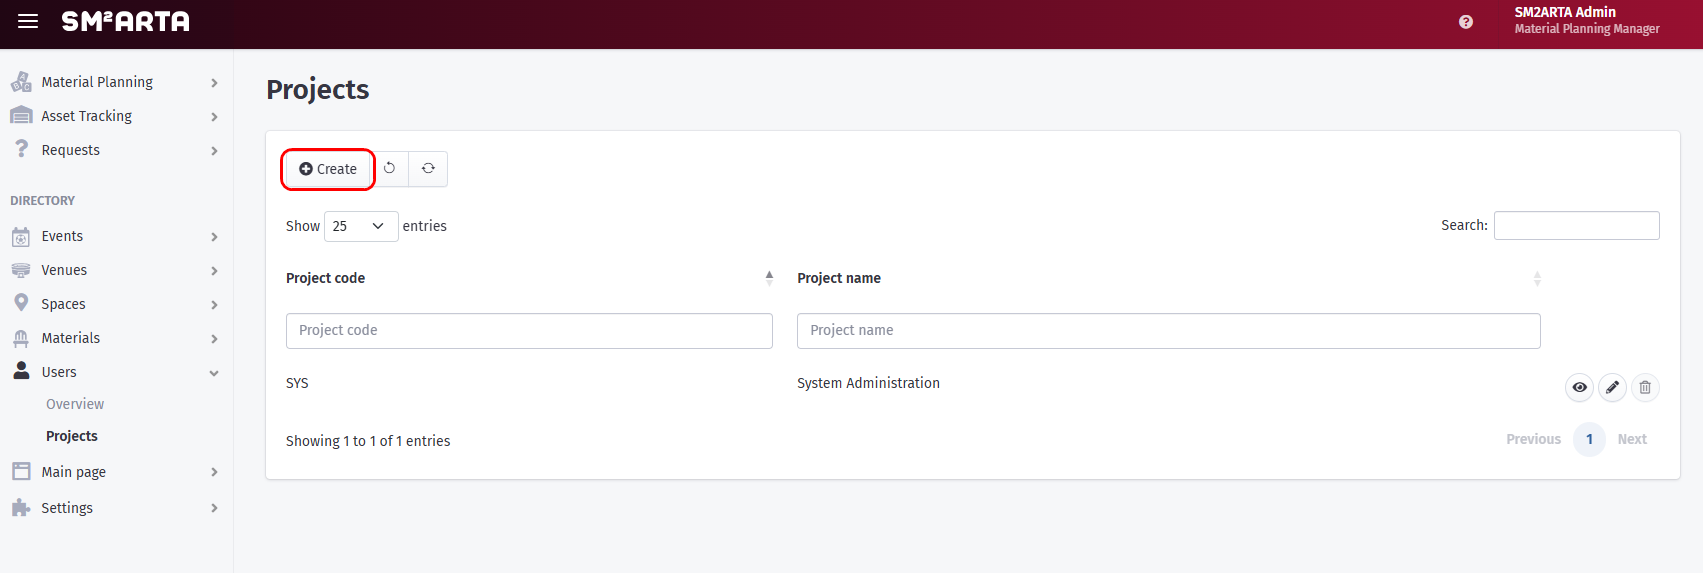 SM²ARTA
SM2ARTA Admin
Material Planning Manager
Material Planning
Asset Tracking
Requests
DIRECTORY
Events
Venues
Spaces
Materials
Users
Overview
Projects
Main page
Settings
Projects
Create
Show 25 entries
Search:
Project code Project name
Project code Project name
SYS System Administration
Showing 1 to 1 of 1 entries
Previous 1 Next